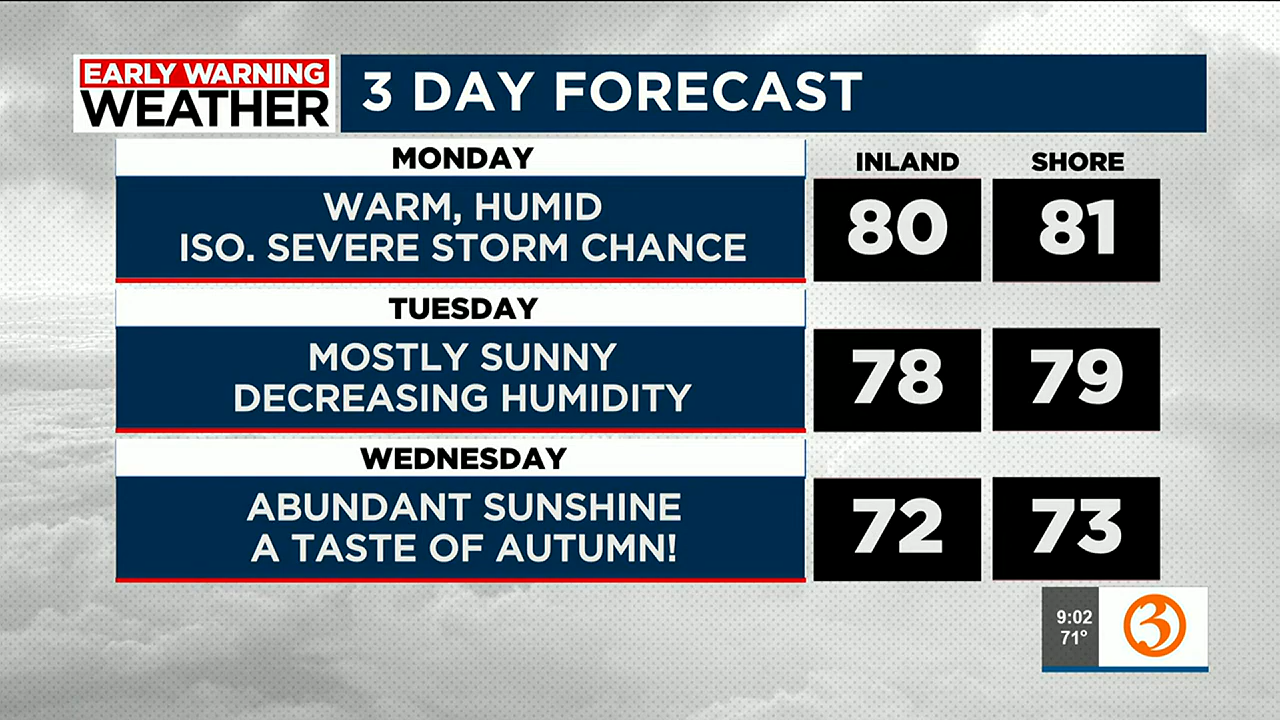 EARLY WARNING
WEATHER
3 DAY FORECAST
INLAND
SHORE
MONDAY
WARM, HUMID
ISO. SEVERE STORM CHANCE
80
81
TUESDAY
MOSTLY SUNNY
DECREASING HUMIDITY
78
79
WEDNESDAY
ABUNDANT SUNSHINE
A TASTE OF AUTUMN!
72
73
9:02
71°
3